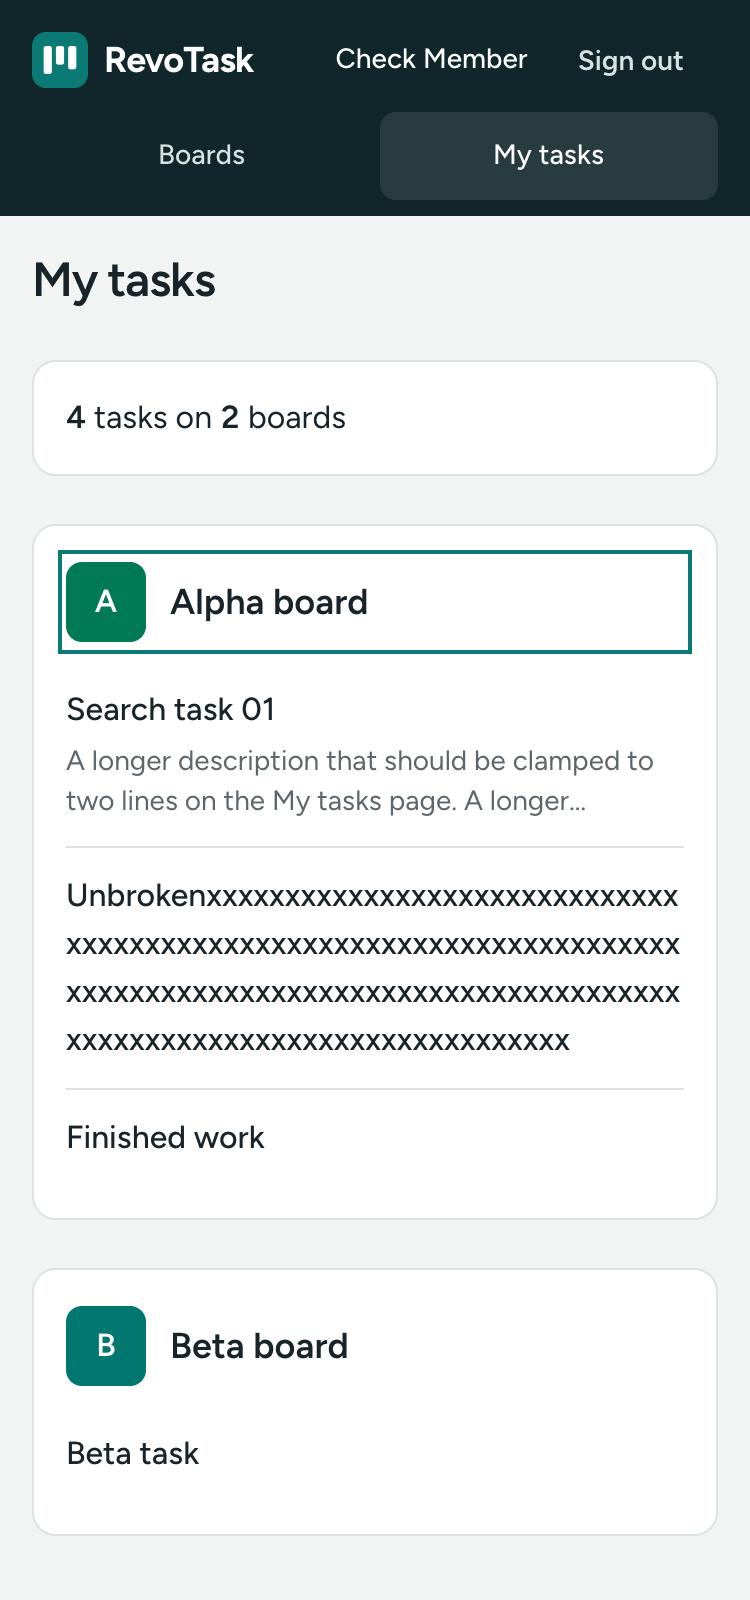 RevoTask
Check Member
Sign out
Boards
My tasks
My tasks
4 tasks on 2 boards
A
Alpha board
Search task 01
A longer description that should be clamped to
two lines on the My tasks page. A longer...
Unbrokenxxxxxxxxxxxxxxxxxxxxxxxxxxxxxx
xxxxxxxxxxxxxxxxxxxxxxxxxxxxxxxxxxxxxxx
xxxxxxxxxxxxxxxxxxxxxxxxxxxxxxxxxxxxxxx
xxxxxxxxxxxxxxxxxxxxxxxxxxxxxxxx
Finished work
B
Beta board
Beta task